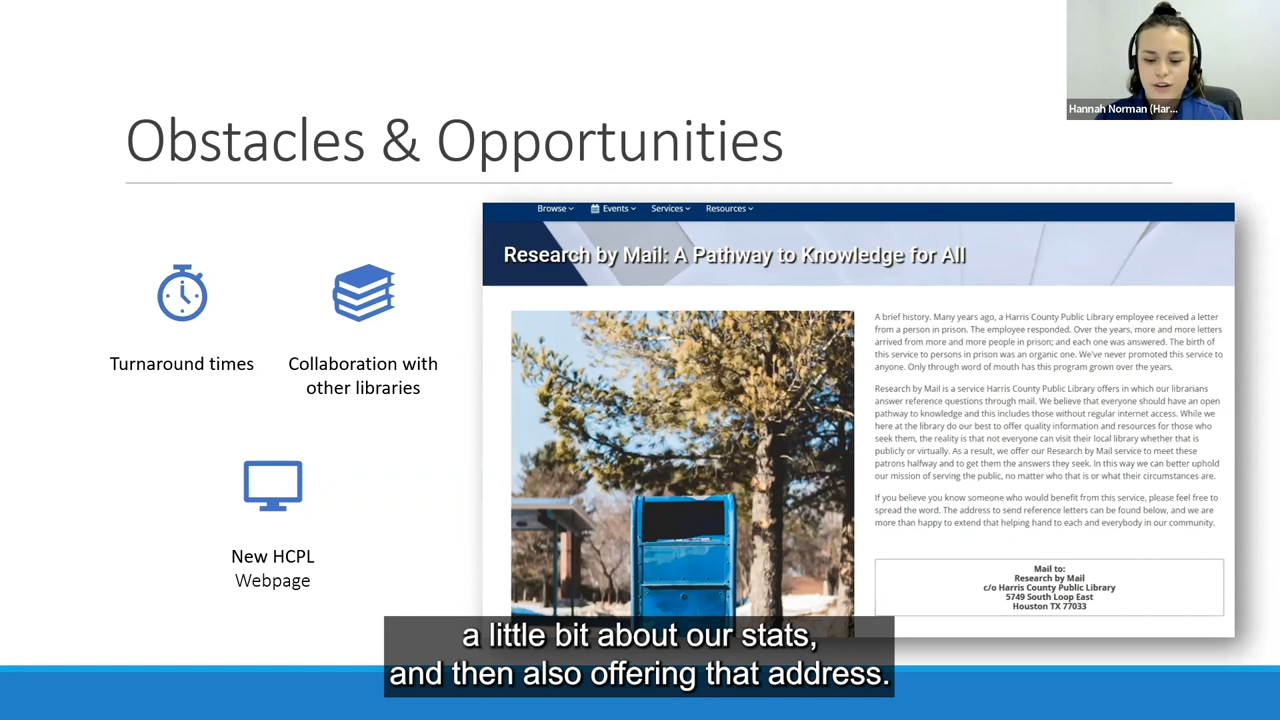 Hannah Norman (Har...
Obstacles & Opportunities
Turnaround times
Collaboration with
other libraries
New HCPL
Webpage
Browse Events Services Resources
Research by Mail: A Pathway to Knowledge for All
A brief history. Many years ago, a Harris County Public Library employee received a letter
from a person in prison. The employee responded. Over the years, more and more letters
arrived from more and more people in prison; and each one was answered. The birth of
this service to persons in prison was an organic one. We've never promoted this service to
anyone. Only through word of mouth has this program grown over the years.
Research by Mail is a service Harris County Public Library offers in which our librarians
answer reference questions through mail. We believe that everyone should have an open
pathway to knowledge and this includes those without regular internet access. While we
here at the library do our best to offer quality information and resources for those who
seek them, the reality is that not everyone can visit their local library whether that is
publicly or virtually. As a result, we offer our Research by Mail service to meet these
patrons halfway and to get them the answers they seek. In this way we can better uphold
our mission of serving the public, no matter who that is or what their circumstances are.
If you believe you know someone who would benefit from this service, please feel free to
spread the word. The address to send reference letters can be found below, and we are
more than happy to extend that helping hand to each and everybody in our community.
Mail to:
Research by Mail
c/o Harris County Public Library
5749 South Loop East
Houston TX 77033
a little bit about our stats,
and then also offering that address.